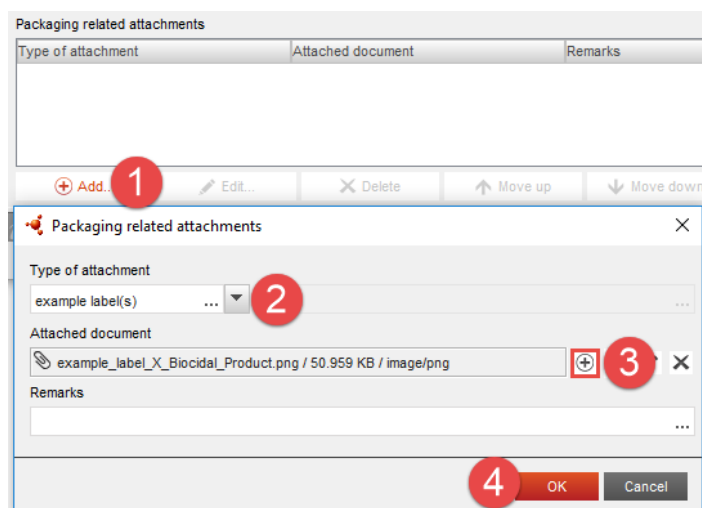 Packaging related attachments
Type of attachment Attached document Remarks
Add... 1 Edit... Delete Move up Move down
Packaging related attachments
Type of attachment
example label(s) ... 2 ...
Attached document
example_label_X_Biocidal_Product.png / 50.959 KB / image/png 3
Remarks
...
4 OK Cancel